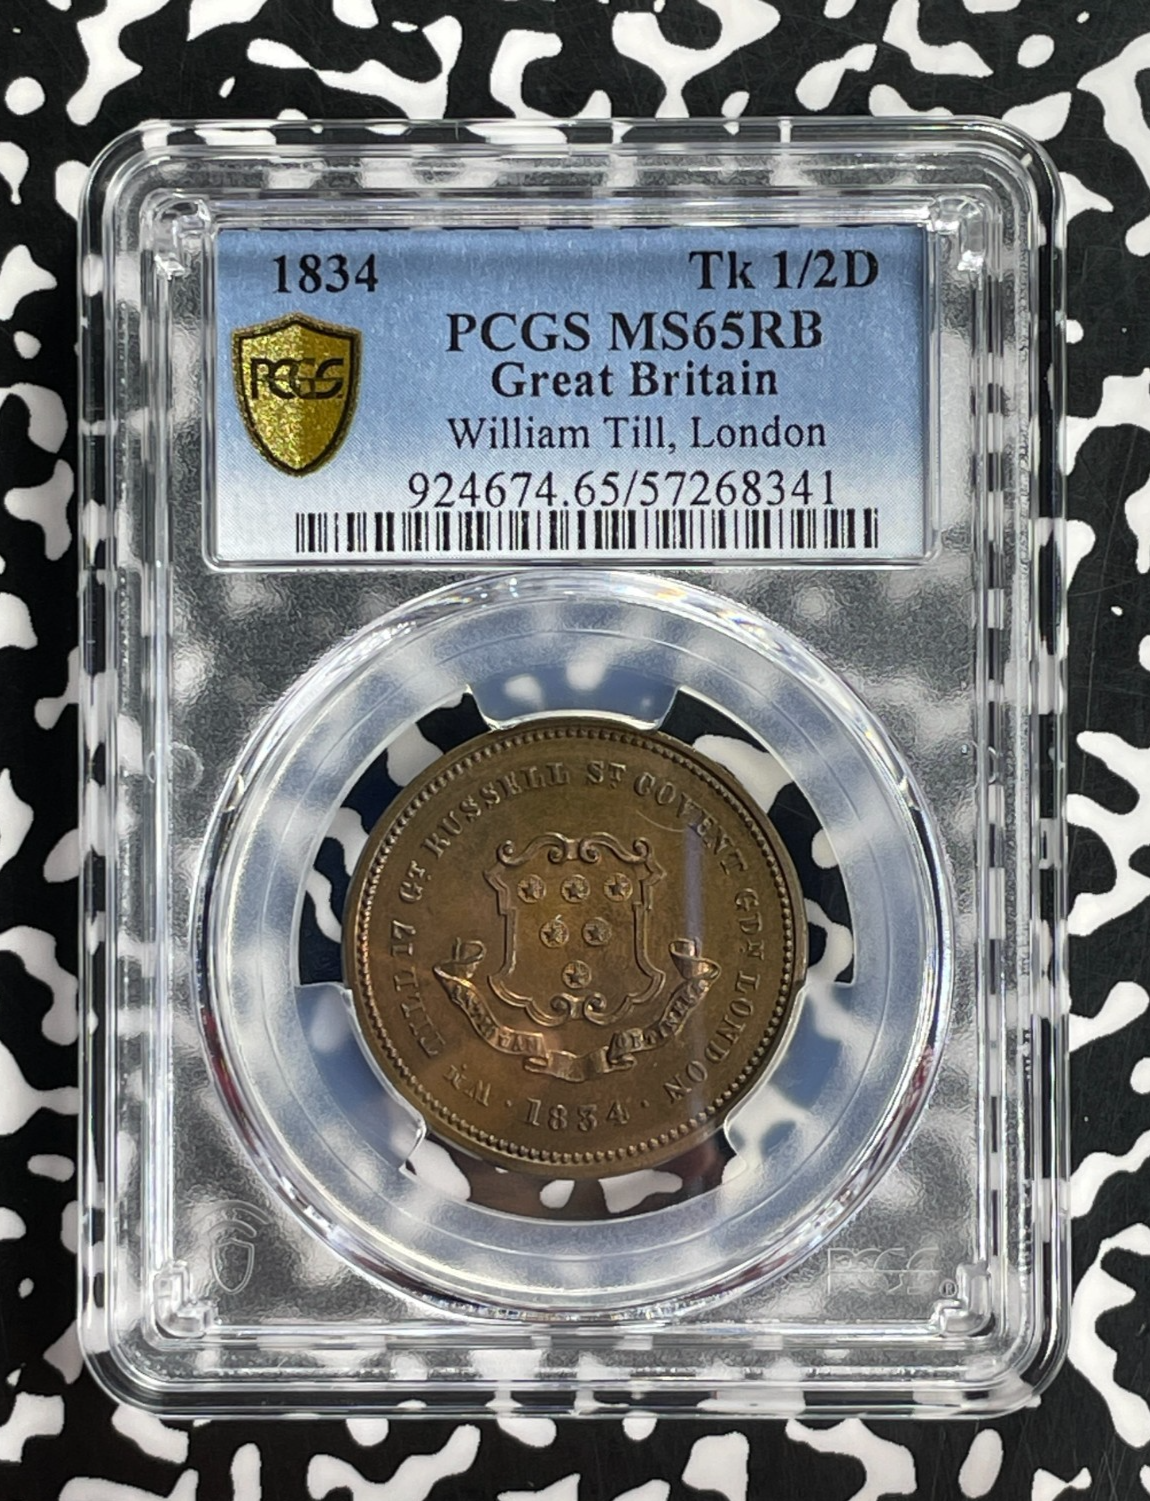 1834 Tk 1/2D
PCGS MS65RB
Great Britain
William Till, London
924674.65/57268341
PCGS
TILL 17 GT RUSSELL ST COVENT GDN LONDON
· 1834 ·
PCGS